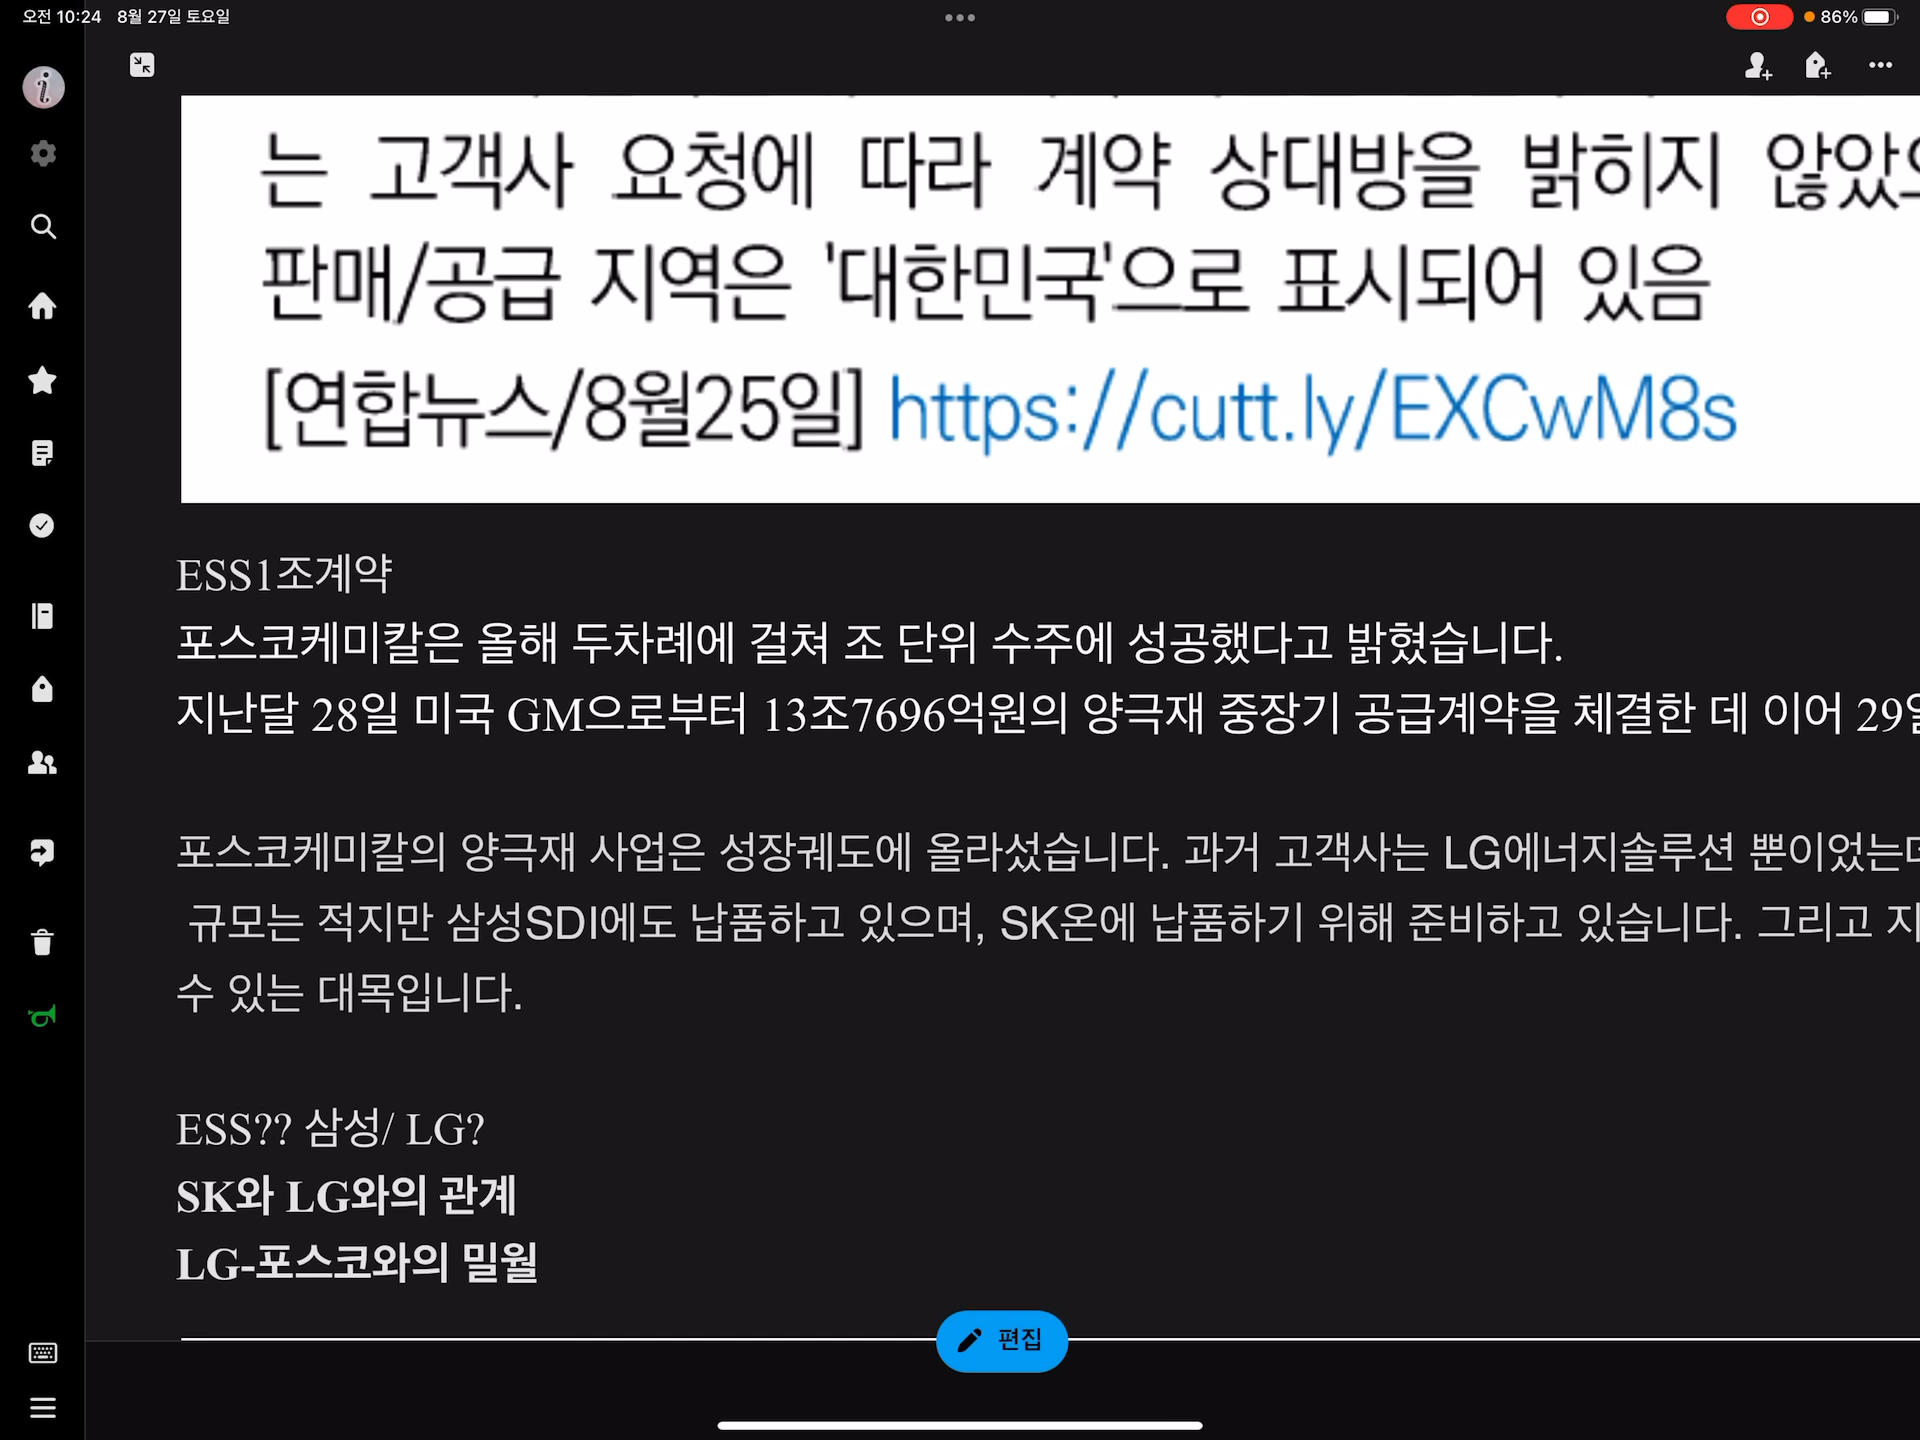 오전 10:24 8월 27일 토요일
86%
는 고객사 요청에 따라 계약 상대방을 밝히지
판매/공급 지역은 '대한민국'으로 표시되어 있음
[연합뉴스/8월25일] https://cutt.ly/EXCwM8s
ESS1조계약
포스코케미칼은 올해 두차례에 걸쳐 조 단위 수주에 성공했다고 밝혔습니다.
지난달 28일 미국 GM으로부터 13조7696억원의 양극재 중장기 공급계약을 체결한 데 이어 29일
포스코케미칼의 양극재 사업은 성장궤도에 올라섰습니다. 과거 고객사는 LG에너지솔루션 뿐이었는데
규모는 적지만 삼성SDI에도 납품하고 있으며, SK온에 납품하기 위해 준비하고 있습니다. 그리고 지
수 있는 대목입니다.
ESS?? 삼성/ LG?
SK와 LG와의 관계
LG-포스코와의 밀월
편집